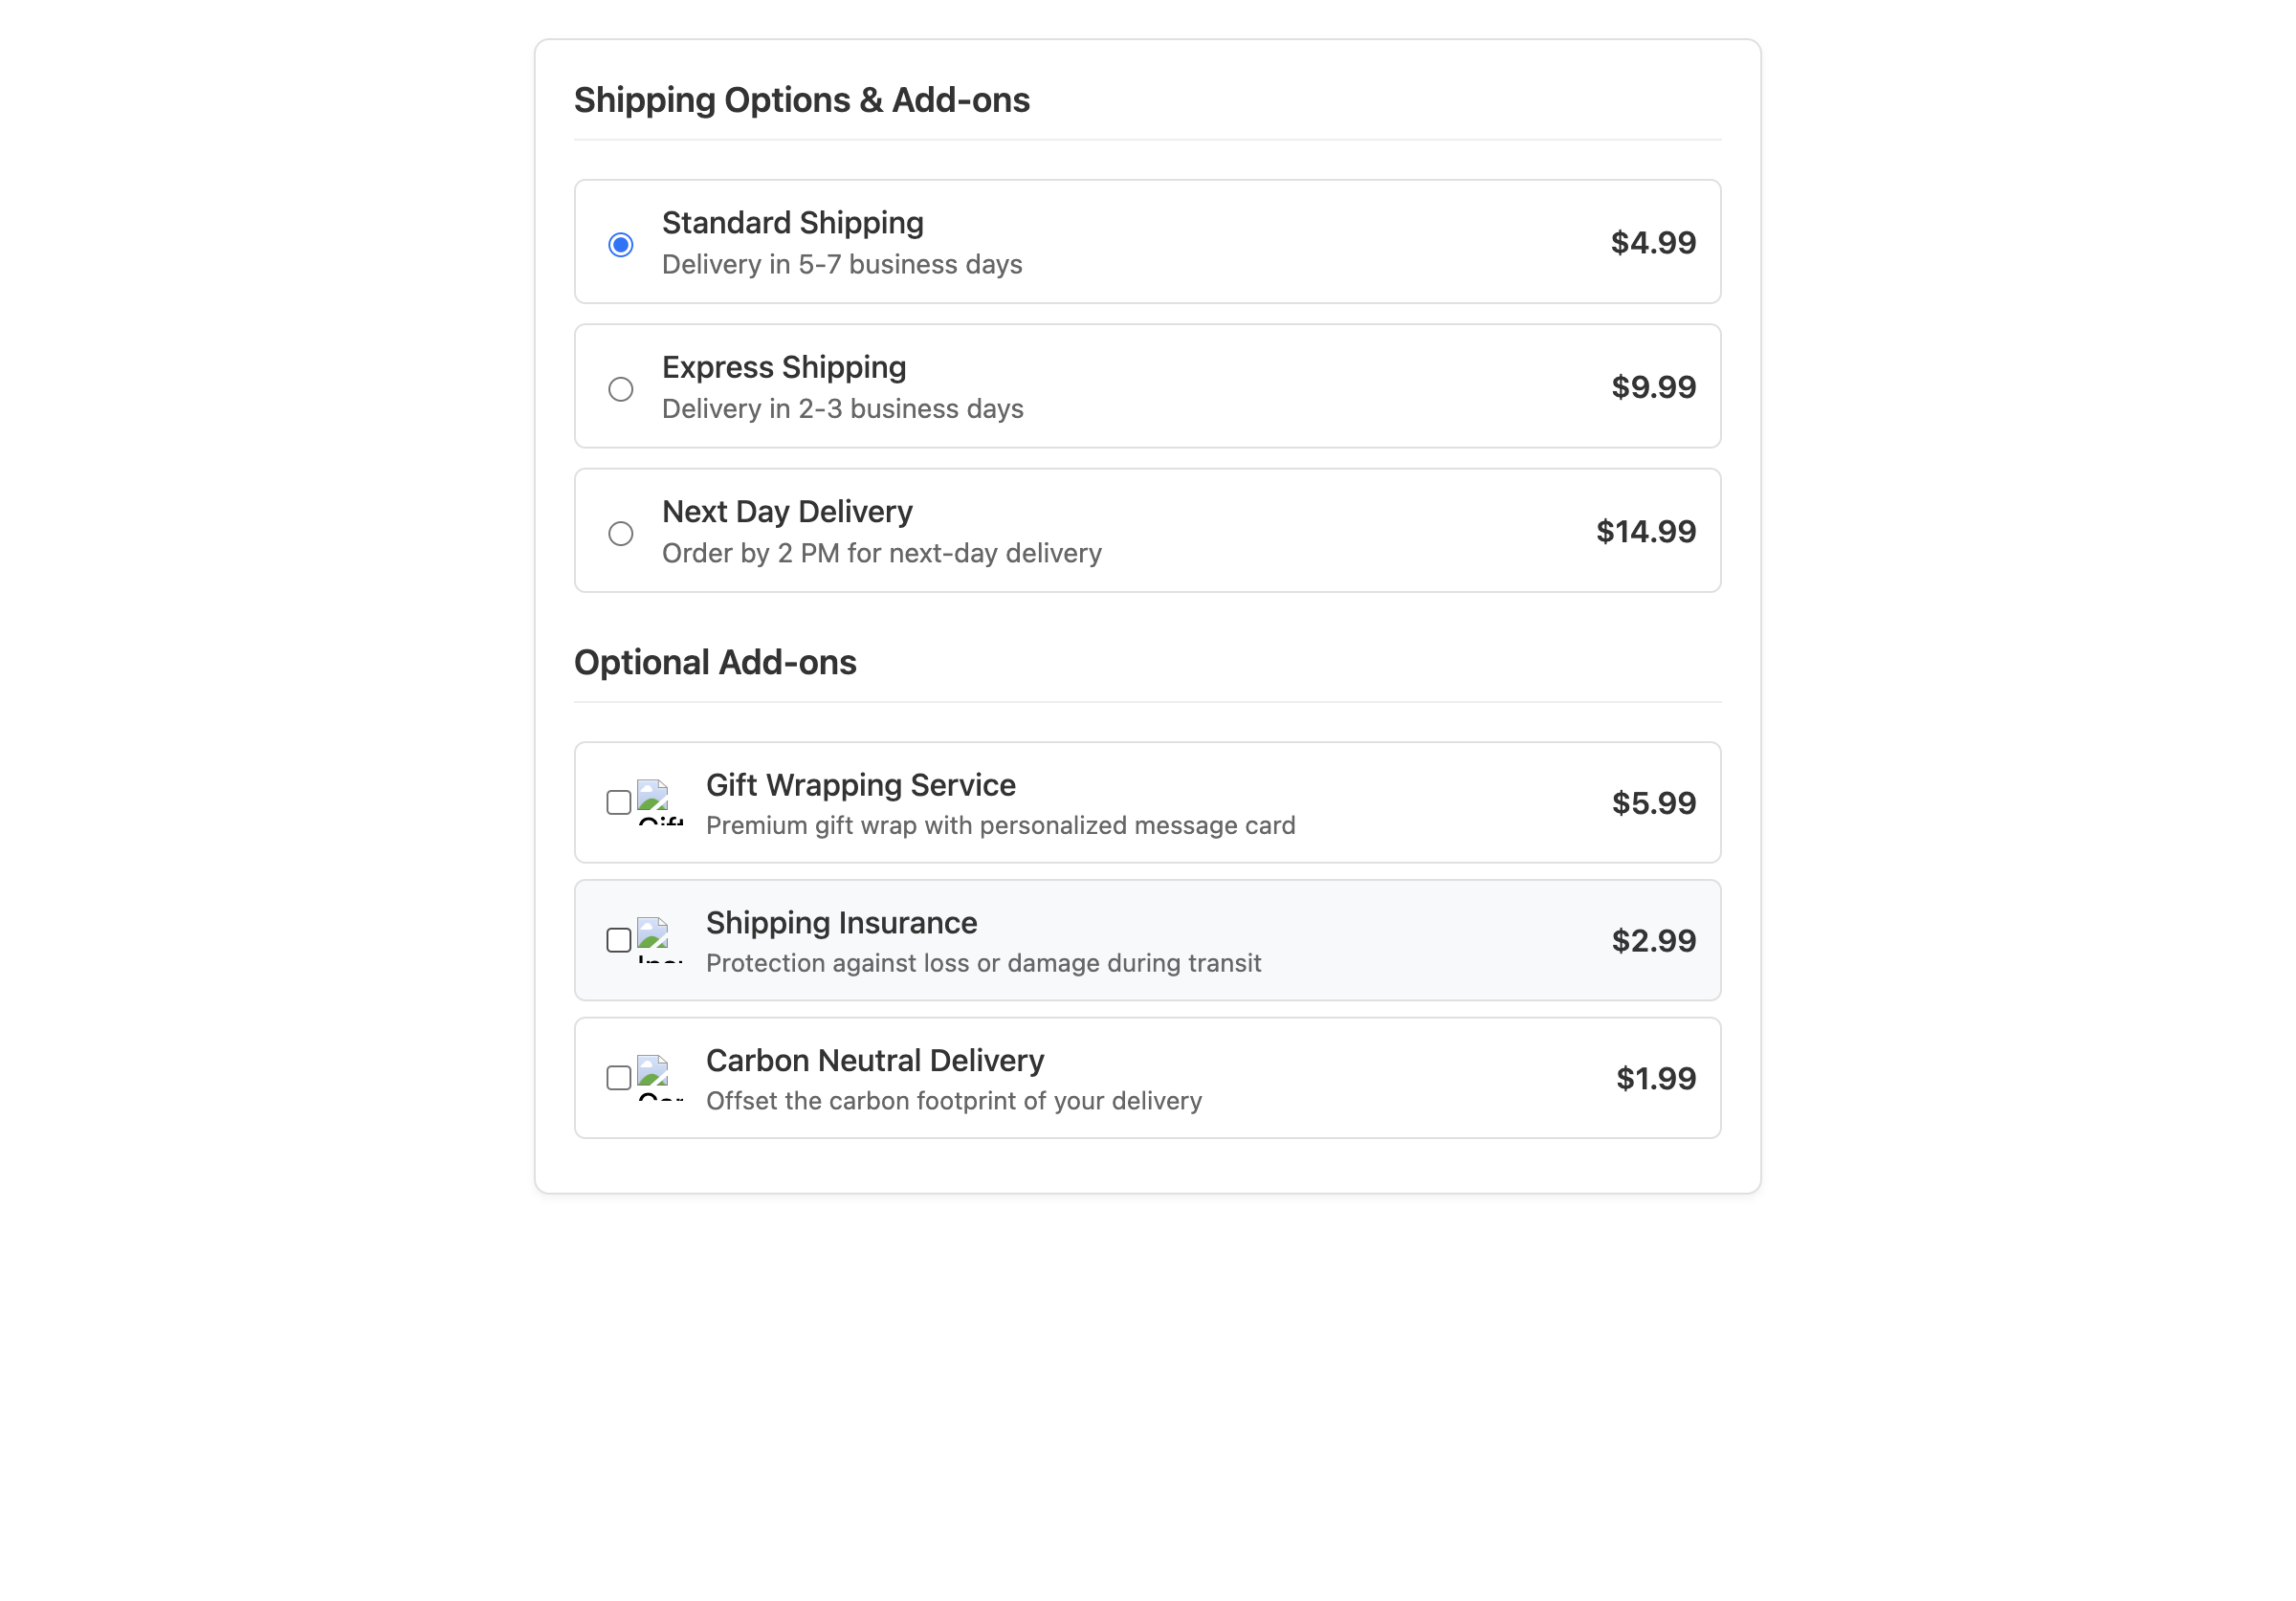 Shipping Options & Add-ons
Standard Shipping
Delivery in 5-7 business days
$4.99
Express Shipping
Delivery in 2-3 business days
$9.99
Next Day Delivery
Order by 2 PM for next-day delivery
$14.99
Optional Add-ons
Gift Wrapping Service
Premium gift wrap with personalized message card
$5.99
Shipping Insurance
Protection against loss or damage during transit
$2.99
Carbon Neutral Delivery
Offset the carbon footprint of your delivery
$1.99